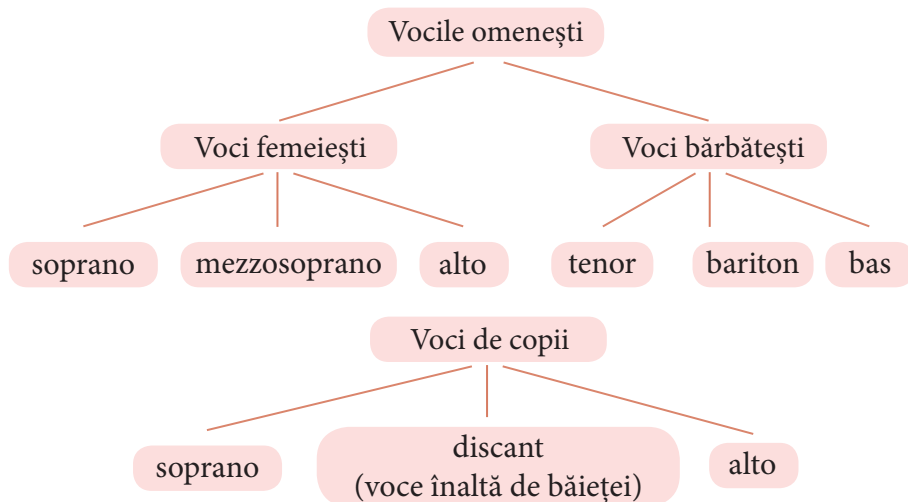 Vocile omenești
Voci femeiești
Voci bărbătești
soprano
mezzosoprano
alto
tenor
bariton
bas
Voci de copii
soprano
discant
(voce înaltă de băieței)
alto